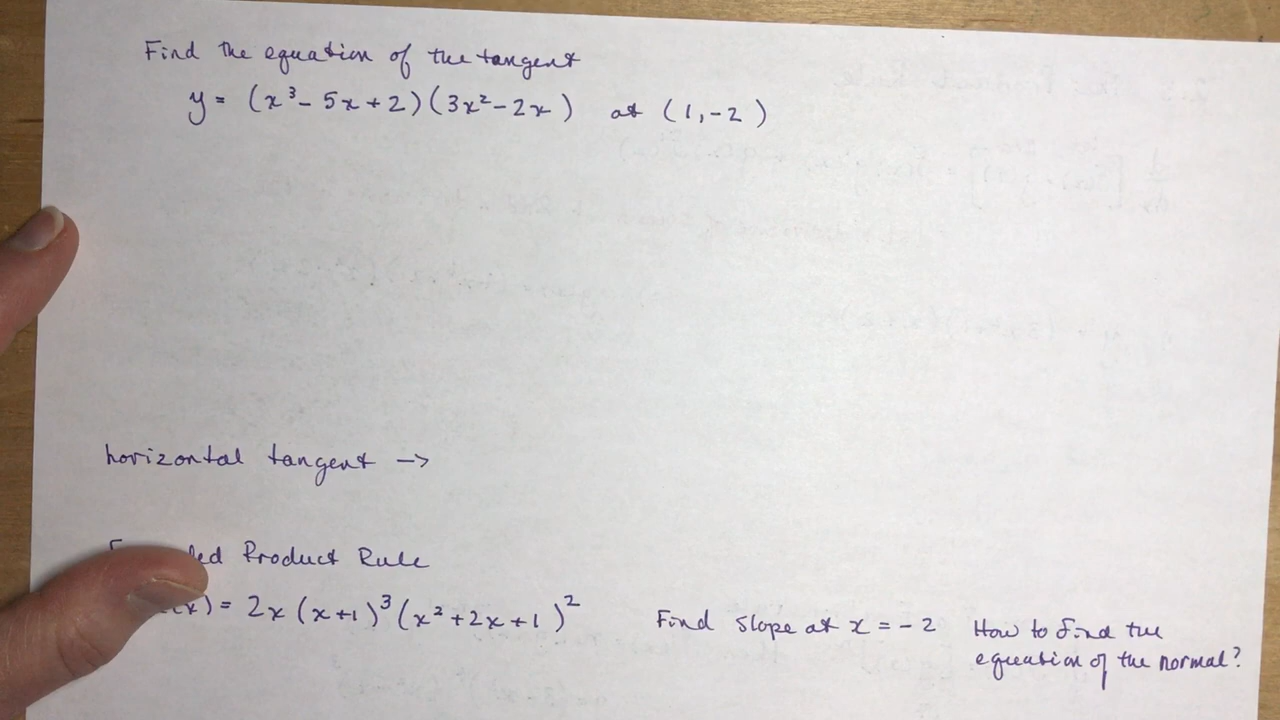 Find the equation of the tangent
y = (x³ - 5x + 2)(3x² - 2x) at (1, -2)
horizontal tangent →
Product Rule
= 2x (x+1)³ (x² + 2x + 1)² Find slope at x = -2 How to find the
equation of the normal?